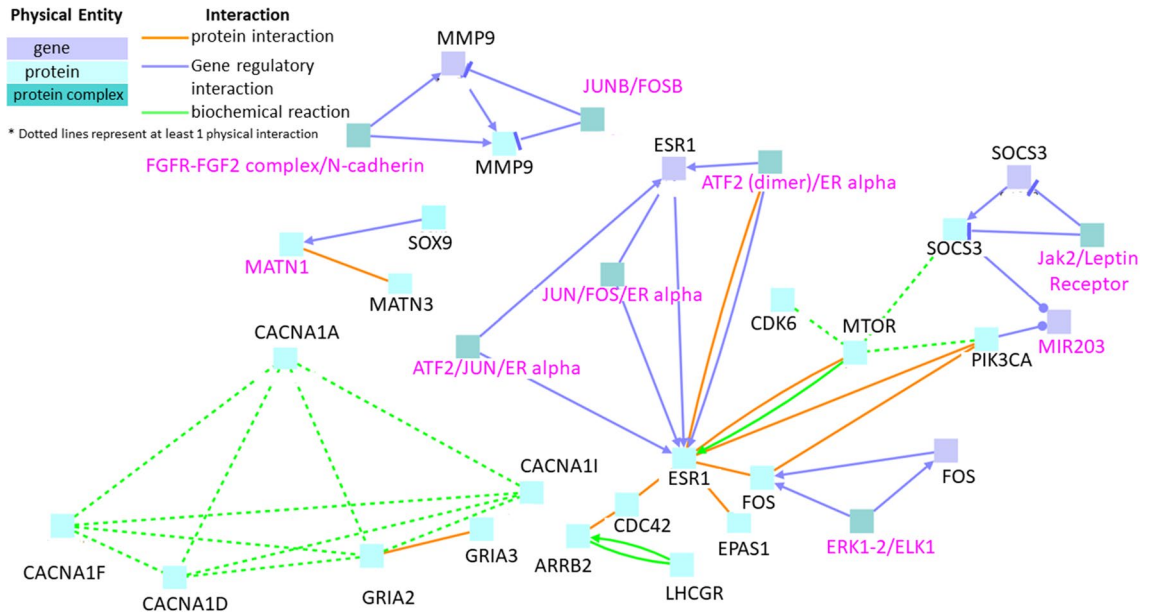 Physical Entity
Interaction
gene
protein
protein complex
protein interaction
Gene regulatory
interaction
biochemical reaction
* Dotted lines represent at least 1 physical interaction
MMP9
JUNB/FOSB
FGFR-FGF2 complex/N-cadherin
MMP9
ESR1
ATF2 (dimer)/ER alpha
SOCS3
SOX9
MATN1
MATN3
SOCS3
Jak2/Leptin
Receptor
JUN/FOS/ER alpha
CDK6
MTOR
PIK3CA
MIR203
CACNA1A
ATF2/JUN/ER alpha
CACNA1I
ESR1
FOS
FOS
CDC42
EPAS1
ERK1-2/ELK1
GRIA3
ARRB2
LHCGR
CACNA1F
CACNA1D
GRIA2